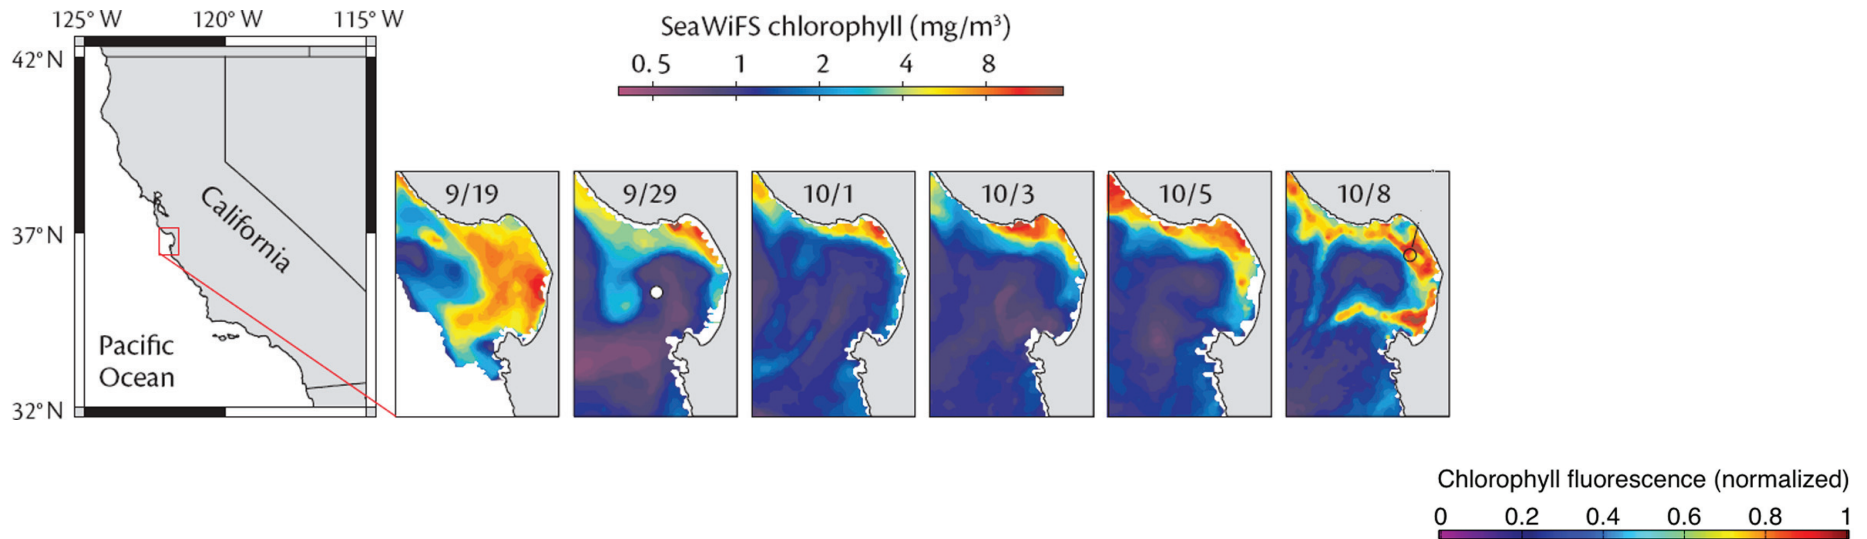 125° W 120° W 115° W
SeaWiFS chlorophyll (mg/m³)
0.5 1 2 4 8
42° N
37° N
32° N
California
Pacific
Ocean
9/19 9/29 10/1 10/3 10/5 10/8
Chlorophyll fluorescence (normalized)
0 0.2 0.4 0.6 0.8 1